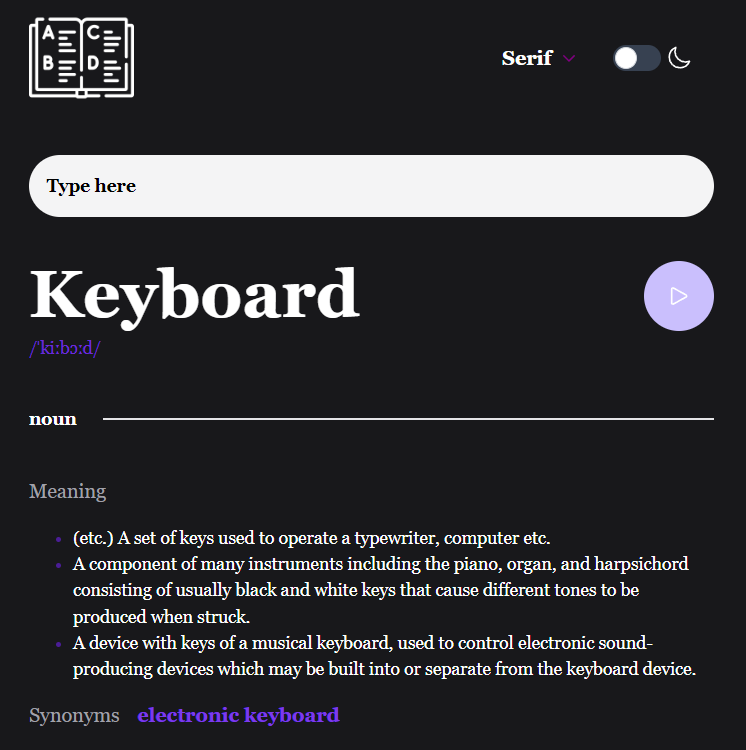 A C
B D
Serif
Type here
Keyboard
/ˈkiːbɔːd/
noun
Meaning
(etc.) A set of keys used to operate a typewriter, computer etc.
A component of many instruments including the piano, organ, and harpsichord
consisting of usually black and white keys that cause different tones to be
produced when struck.
A device with keys of a musical keyboard, used to control electronic sound-
producing devices which may be built into or separate from the keyboard device.
Synonyms electronic keyboard